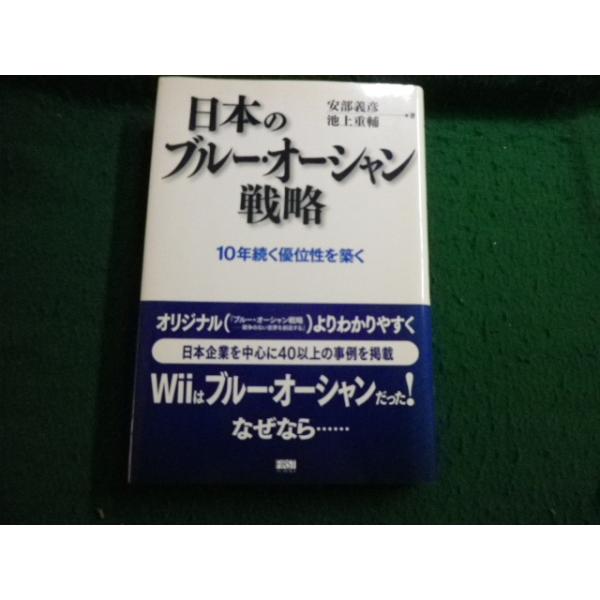 安部義彦
池上重輔 ・著
日本の
ブルー・オーシャン
戦略
10年続く優位性を築く
オリジナル(『ブルー・オーシャン戦略
競争のない世界を創造する』)よりわかりやすく
日本企業を中心に40以上の事例を掲載
Wiiはブルー・オーシャンだった!
なぜなら……
FIRST